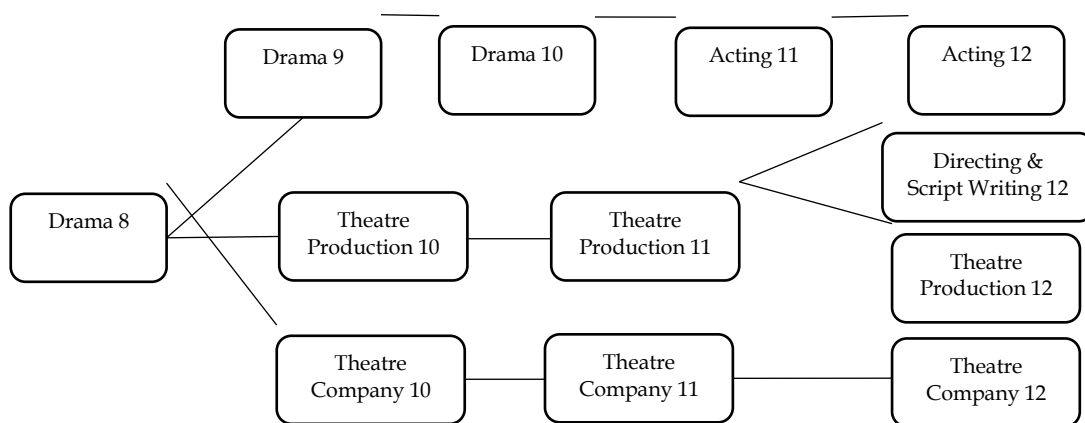 Drama 9
Drama 10
Acting 11
Acting 12
Directing &
Script Writing 12
Drama 8
Theatre
Production 10
Theatre
Production 11
Theatre
Production 12
Theatre
Company 10
Theatre
Company 11
Theatre
Company 12